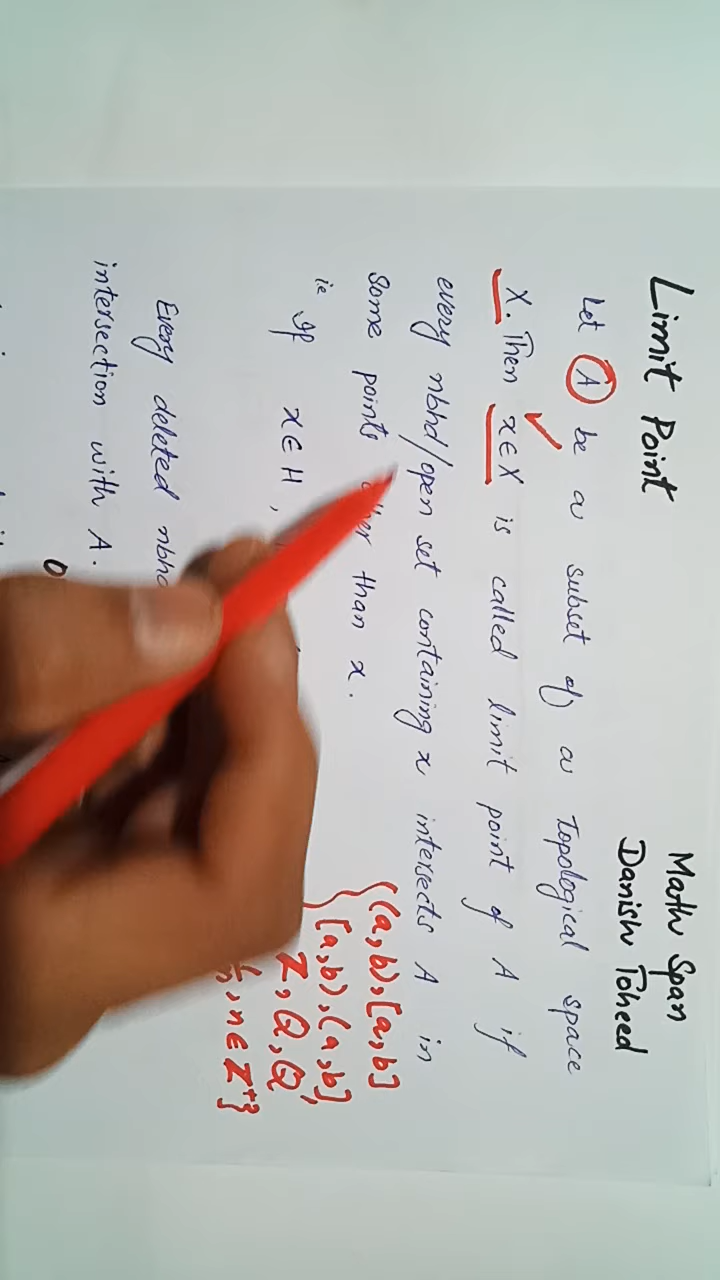 Limit Point
Math Span
Danish Toheed
Let A be a subset of a topological space
X. Then x∈X is called limit point of A if
every nbhd/open set containing x intersects A in
some points than x.
ie If x∈H,
Every deleted nbhd
intersection with A.
(a,b),[a,b]
[a,b),(a,b]
Z, Q, Q'
n, n∈Z⁺}